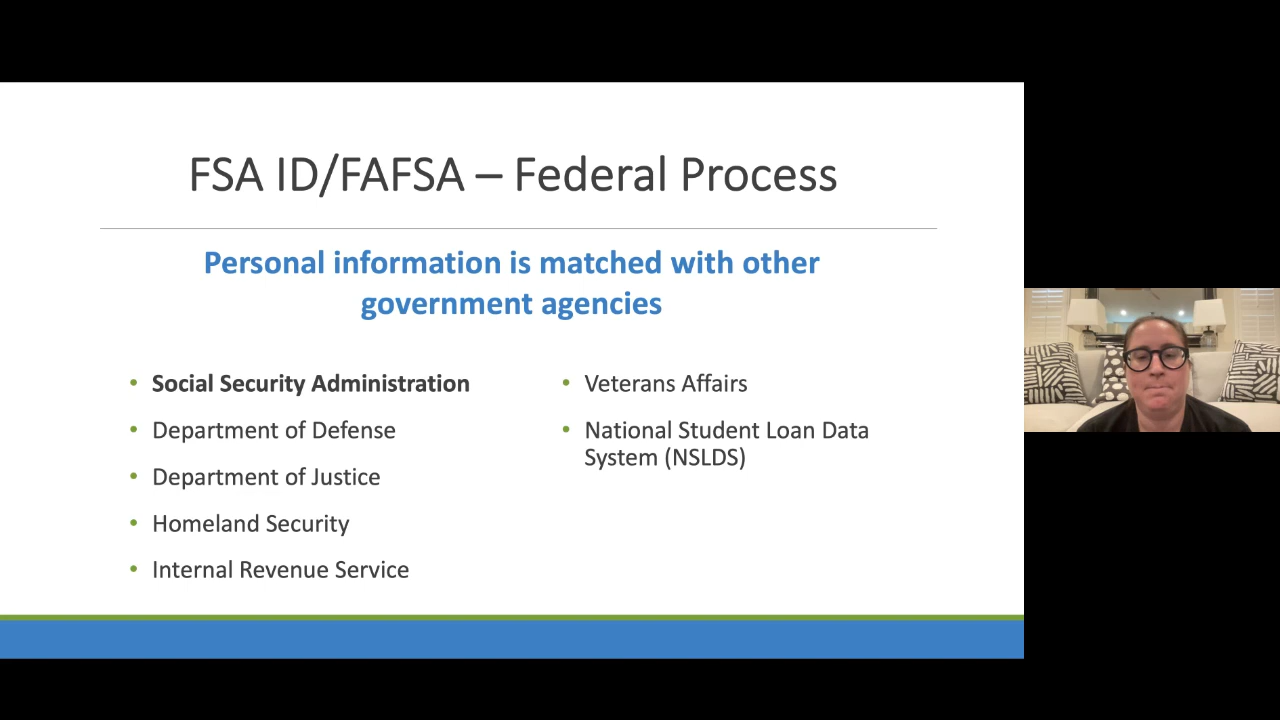 FSA ID/FAFSA – Federal Process
Personal information is matched with other
government agencies
• Social Security Administration
• Department of Defense
• Department of Justice
• Homeland Security
• Internal Revenue Service
• Veterans Affairs
• National Student Loan Data
System (NSLDS)